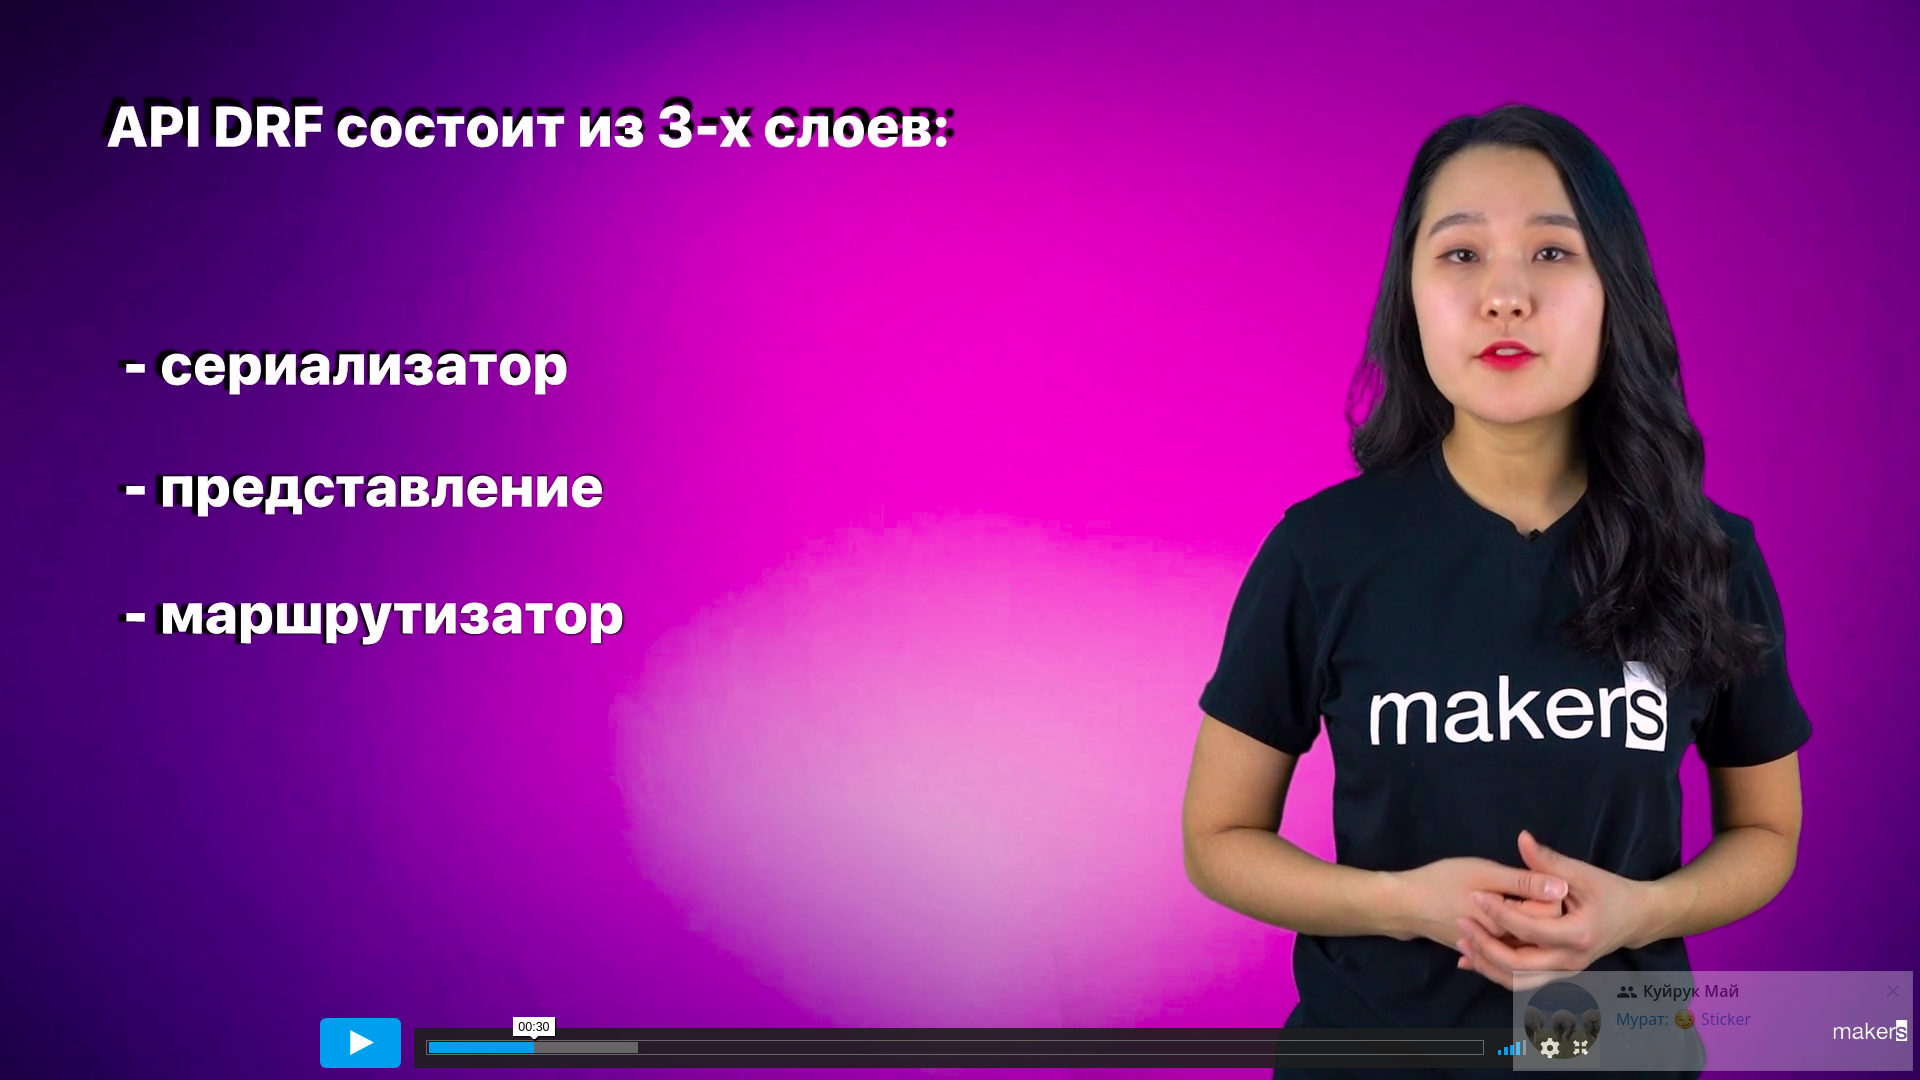 API DRF состоит из 3-х слоев:
- сериализатор
- представление
- маршрутизатор
makers
00:30
Куйрук Май
Мурат: 😏 Sticker
makers